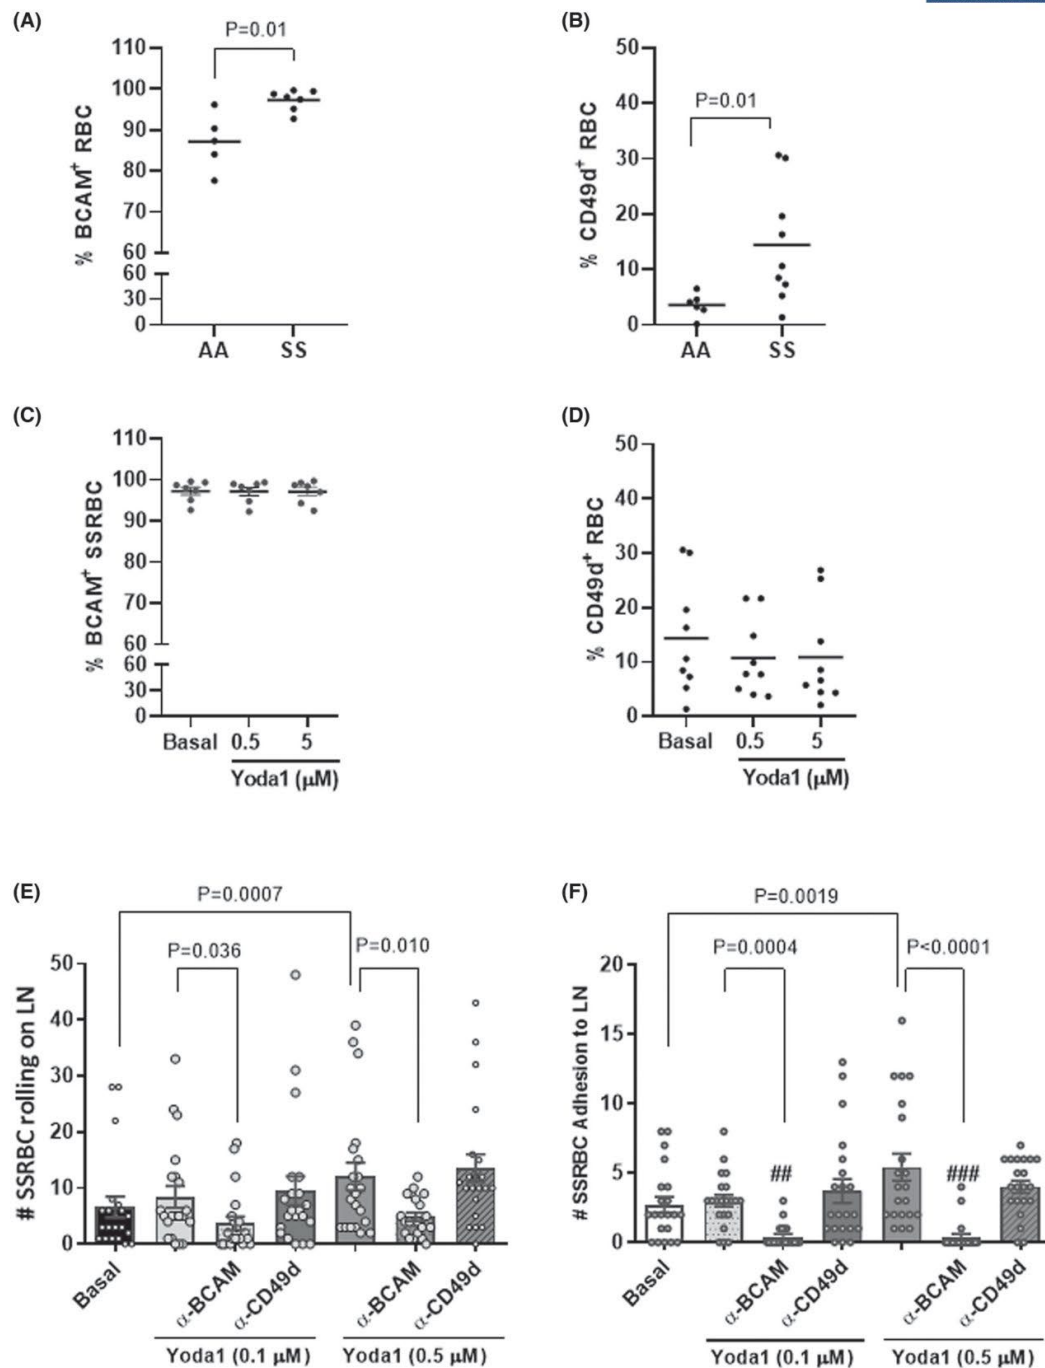 (A)
P=0.01
% BCAM+ RBC
110
100
90
80
70
60
60
30
0
AA SS
(B)
P=0.01
% CD49d+ RBC
50
40
30
20
10
0
AA SS
(C)
% BCAM+ SSRBC
110
100
90
80
70
60
60
30
0
Basal 0.5 5
Yoda1 (μM)
(D)
% CD49d+ RBC
50
40
30
20
10
0
Basal 0.5 5
Yoda1 (μM)
(E)
P=0.0007
P=0.036
P=0.010
# SSRBC rolling on LN
50
40
30
20
10
0
Basal
α-BCAM
α-CD49d
α-BCAM
α-CD49d
Yoda1 (0.1 μM) Yoda1 (0.5 μM)
(F)
P=0.0019
P=0.0004
P<0.0001
# SSRBC Adhesion to LN
20
15
10
5
0
##
###
Basal
α-BCAM
α-CD49d
α-BCAM
α-CD49d
Yoda1 (0.1 μM) Yoda1 (0.5 μM)